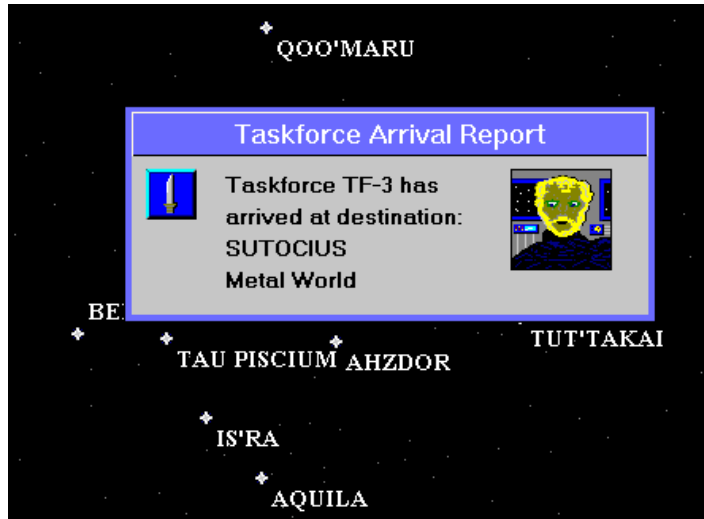 QOO'MARU
Taskforce Arrival Report
Taskforce TF-3 has
arrived at destination:
SUTOCIUS
Metal World
TUT'TAKAI
TAU PISCIUM
AHZDOR
IS'RA
AQUILA